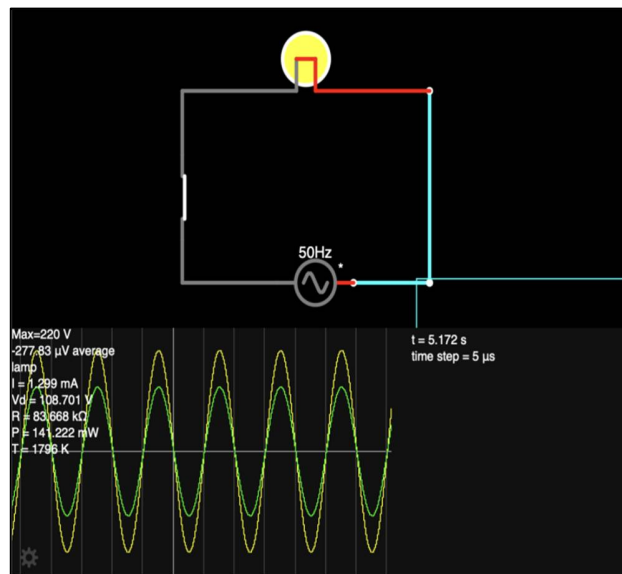 50Hz
*
Max=220 V
-277.83 µV average
lamp
I = 1.299 mA
Vd = 108.701 V
R = 83.668 kΩ
P = 141.222 mW
T = 1796 K
t = 5.172 s
time step = 5 µs